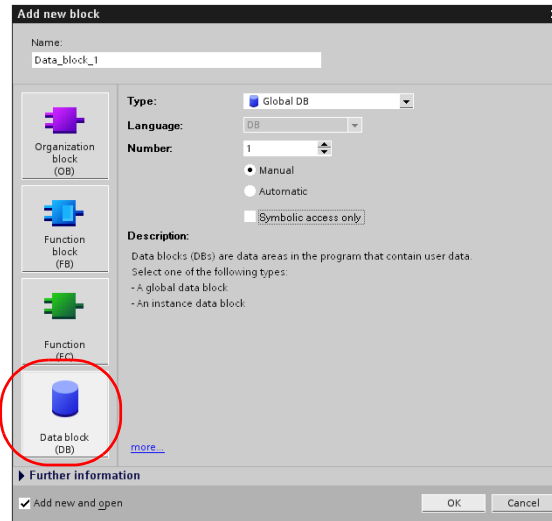 Add new block
Name:
Data_block_1
Organization
block
(OB)
Function
block
(FB)
Function
(FC)
Data block
(DB)
Type: Global DB
Language: DB
Number: 1
Manual
Automatic
Symbolic access only
Description:
Data blocks (DBs) are data areas in the program that contain user data.
Select one of the following types:
- A global data block
- An instance data block
more...
Further information
Add new and open
OK Cancel